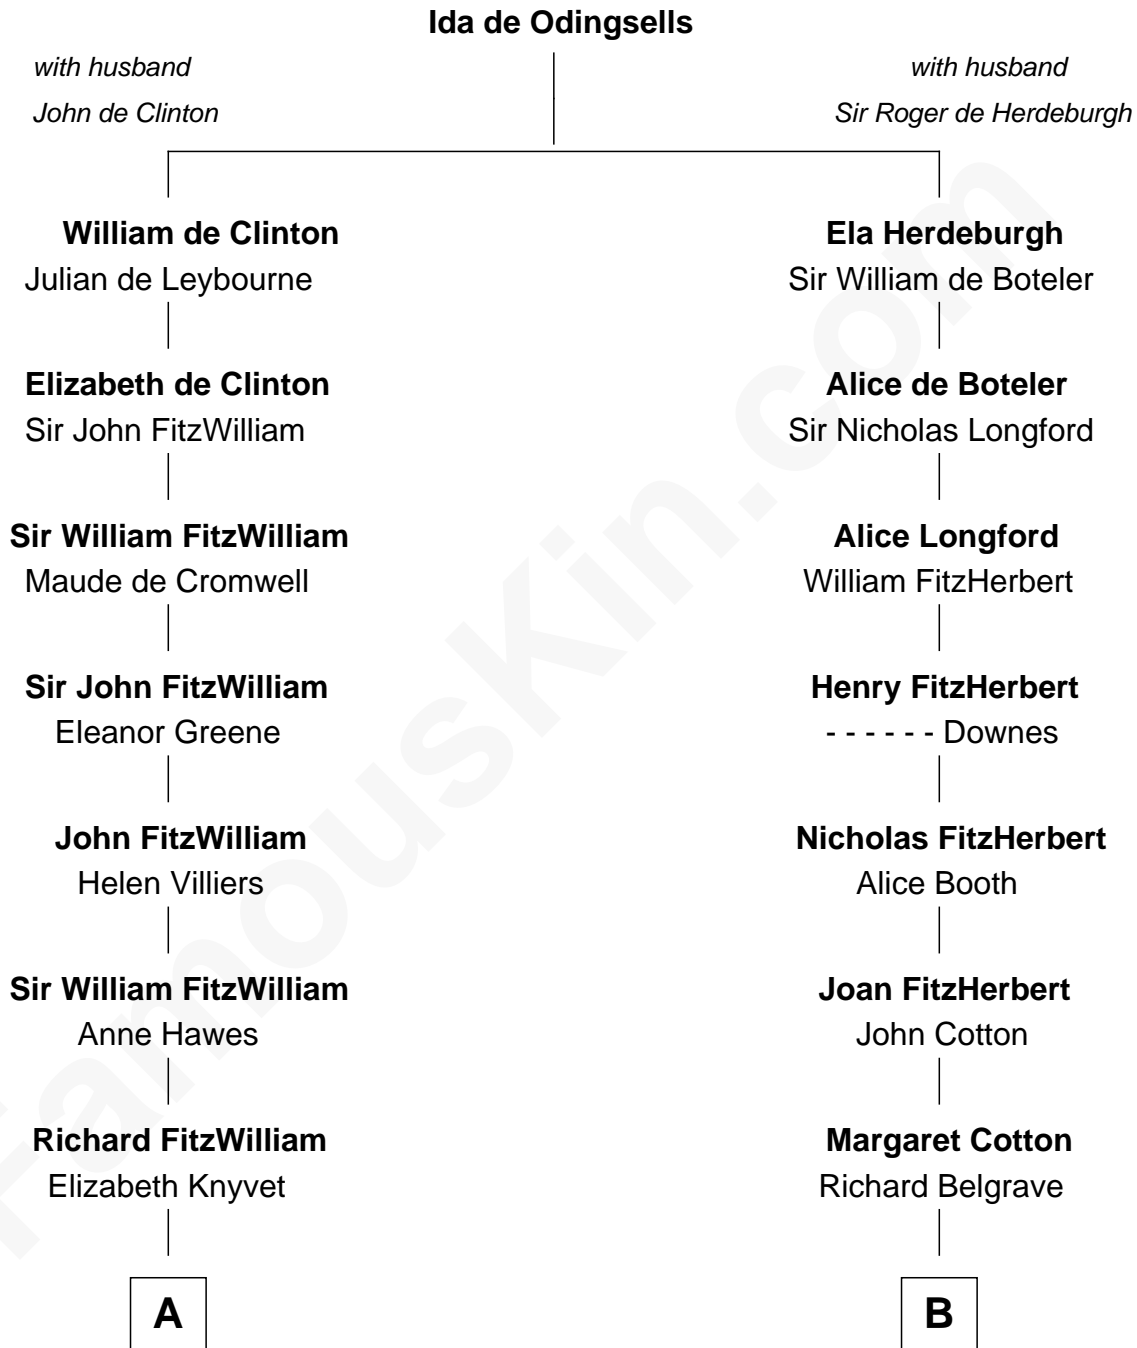 Ida de Odingsells
with husband
John de Clinton
with husband
Sir Roger de Herdeburgh
William de Clinton
Julian de Leybourne
Ela Herdeburgh
Sir William de Boteler
Elizabeth de Clinton
Sir John FitzWilliam
Alice de Boteler
Sir Nicholas Longford
Sir William FitzWilliam
Maude de Cromwell
Alice Longford
William FitzHerbert
Sir John FitzWilliam
Eleanor Greene
Henry FitzHerbert
- - - - - - Downes
John FitzWilliam
Helen Villiers
Nicholas FitzHerbert
Alice Booth
Sir William FitzWilliam
Anne Hawes
Joan FitzHerbert
John Cotton
Richard FitzWilliam
Elizabeth Knyvet
Margaret Cotton
Richard Belgrave
A
B
FamousKin.com